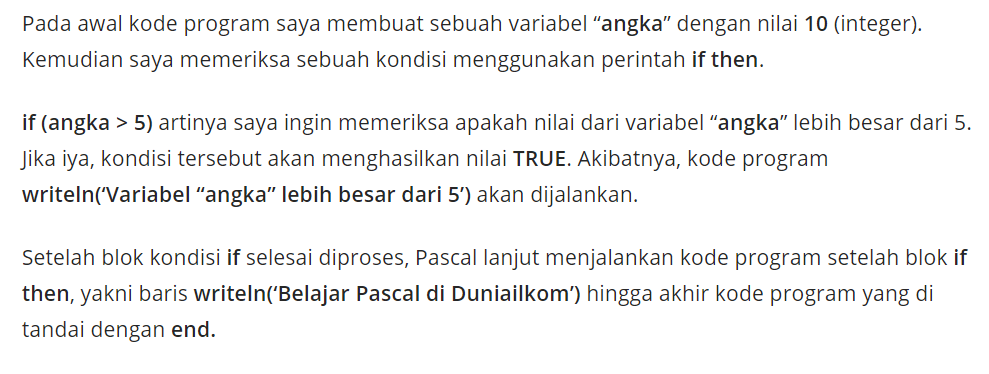 Pada awal kode program saya membuat sebuah variabel “angka” dengan nilai 10 (integer).
Kemudian saya memeriksa sebuah kondisi menggunakan perintah if then.
if (angka > 5) artinya saya ingin memeriksa apakah nilai dari variabel “angka” lebih besar dari 5.
Jika iya, kondisi tersebut akan menghasilkan nilai TRUE. Akibatnya, kode program
writeln(‘Variabel “angka” lebih besar dari 5’) akan dijalankan.
Setelah blok kondisi if selesai diproses, Pascal lanjut menjalankan kode program setelah blok if
then, yakni baris writeln(‘Belajar Pascal di Duniailkom’) hingga akhir kode program yang di
tandai dengan end.